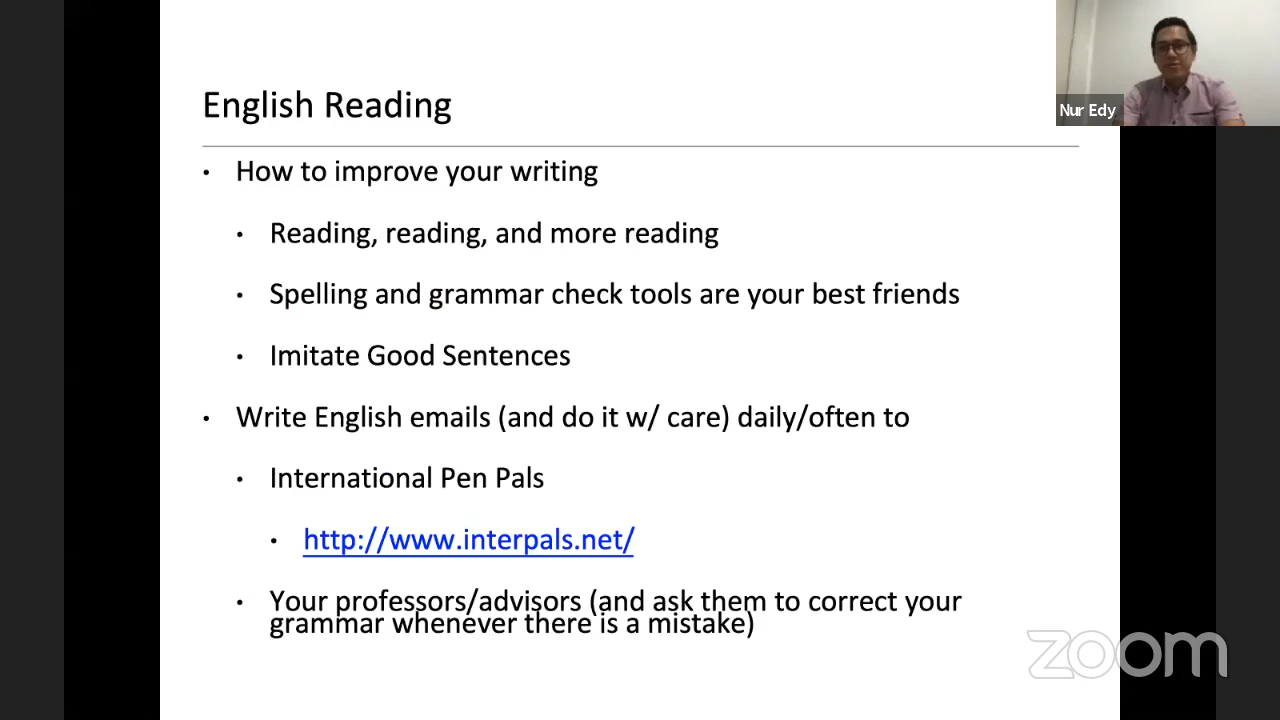 English Reading
Nur Edy
• How to improve your writing
• Reading, reading, and more reading
• Spelling and grammar check tools are your best friends
• Imitate Good Sentences
• Write English emails (and do it w/ care) daily/often to
• International Pen Pals
• http://www.interpals.net/
• Your professors/advisors (and ask them to correct your
grammar whenever there is a mistake)
zoom